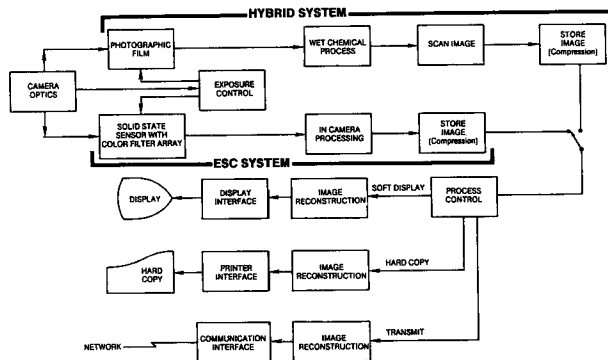 HYBRID SYSTEM
PHOTOGRAPHIC
FILM
WET CHEMICAL
PROCESS
SCAN IMAGE
STORE
IMAGE
[Compression]
CAMERA
OPTICS
EXPOSURE
CONTROL
SOLID STATE
SENSOR WITH
COLOR FILTER ARRAY
IN CAMERA
PROCESSING
STORE
IMAGE
[Compression]
ESC SYSTEM
DISPLAY
DISPLAY
INTERFACE
IMAGE
RECONSTRUCTION
SOFT DISPLAY
PROCESS
CONTROL
HARD
COPY
PRINTER
INTERFACE
IMAGE
RECONSTRUCTION
HARD COPY
NETWORK
COMMUNICATION
INTERFACE
IMAGE
RECONSTRUCTION
TRANSMIT